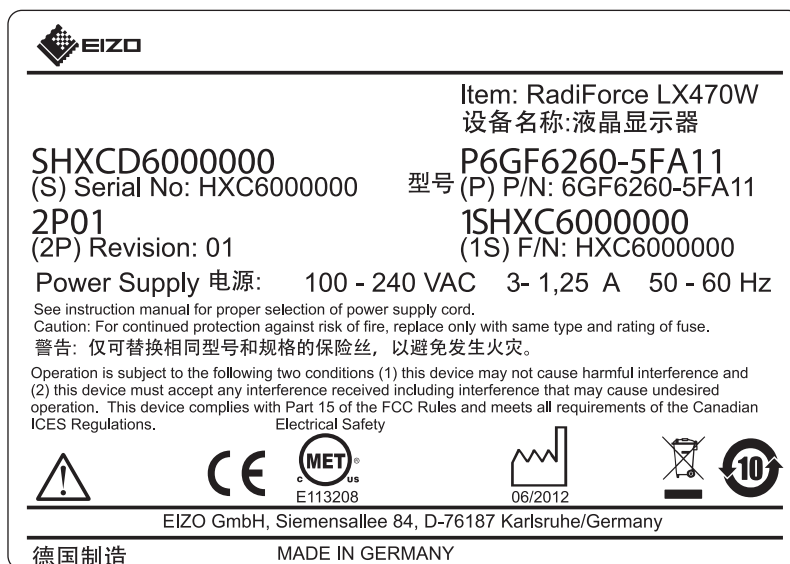 EIZO
Item: RadiForce LX470W
设备名称:液晶显示器
SHXCD6000000
(S) Serial No: HXC6000000
型号
P6GF6260-5FA11
(P) P/N: 6GF6260-5FA11
2P01
(2P) Revision: 01
1SHXC6000000
(1S) F/N: HXC6000000
Power Supply 电源: 100 - 240 VAC 3- 1,25 A 50 - 60 Hz
See instruction manual for proper selection of power supply cord.
Caution: For continued protection against risk of fire, replace only with same type and rating of fuse.
警告: 仅可替换相同型号和规格的保险丝, 以避免发生火灾。
Operation is subject to the following two conditions (1) this device may not cause harmful interference and
(2) this device must accept any interference received including interference that may cause undesired
operation. This device complies with Part 15 of the FCC Rules and meets all requirements of the Canadian
ICES Regulations.
Electrical Safety
CE
MET ®
C US
E113208
06/2012
10
EIZO GmbH, Siemensallee 84, D-76187 Karlsruhe/Germany
德国制造 MADE IN GERMANY